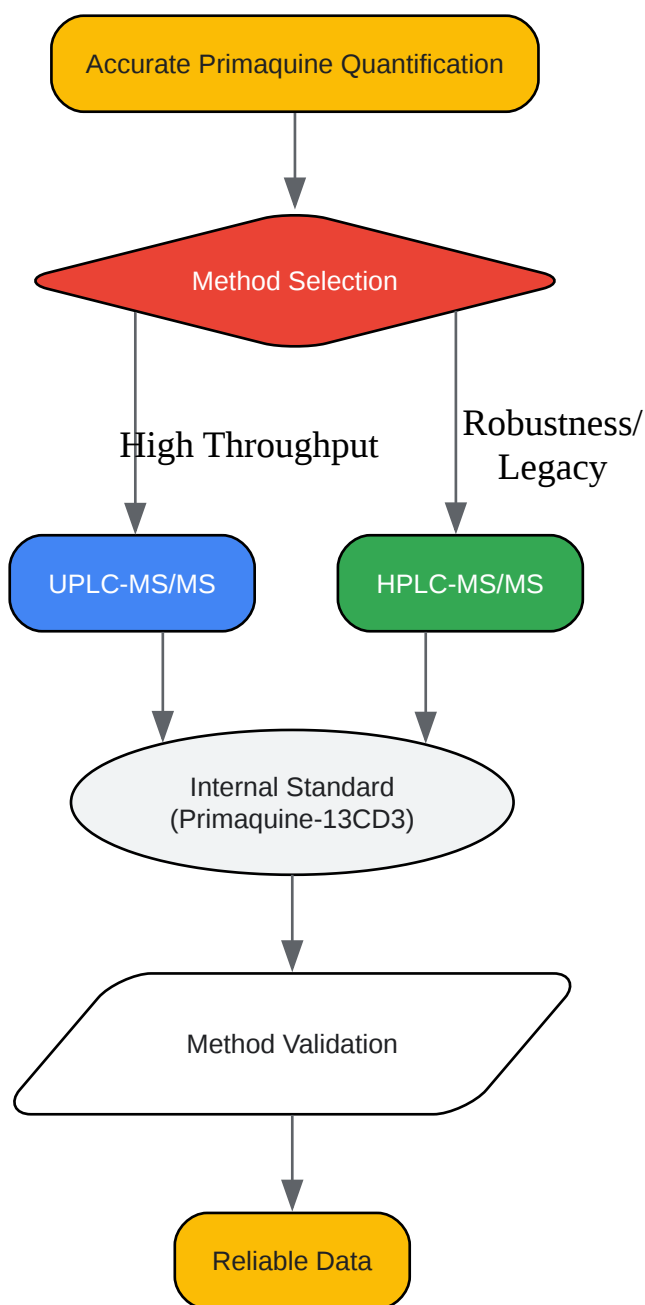 Accurate Primaquine Quantification
Method Selection
High Throughput
Robustness/
Legacy
UPLC-MS/MS
HPLC-MS/MS
Internal Standard
(Primaquine-13CD3)
Method Validation
Reliable Data